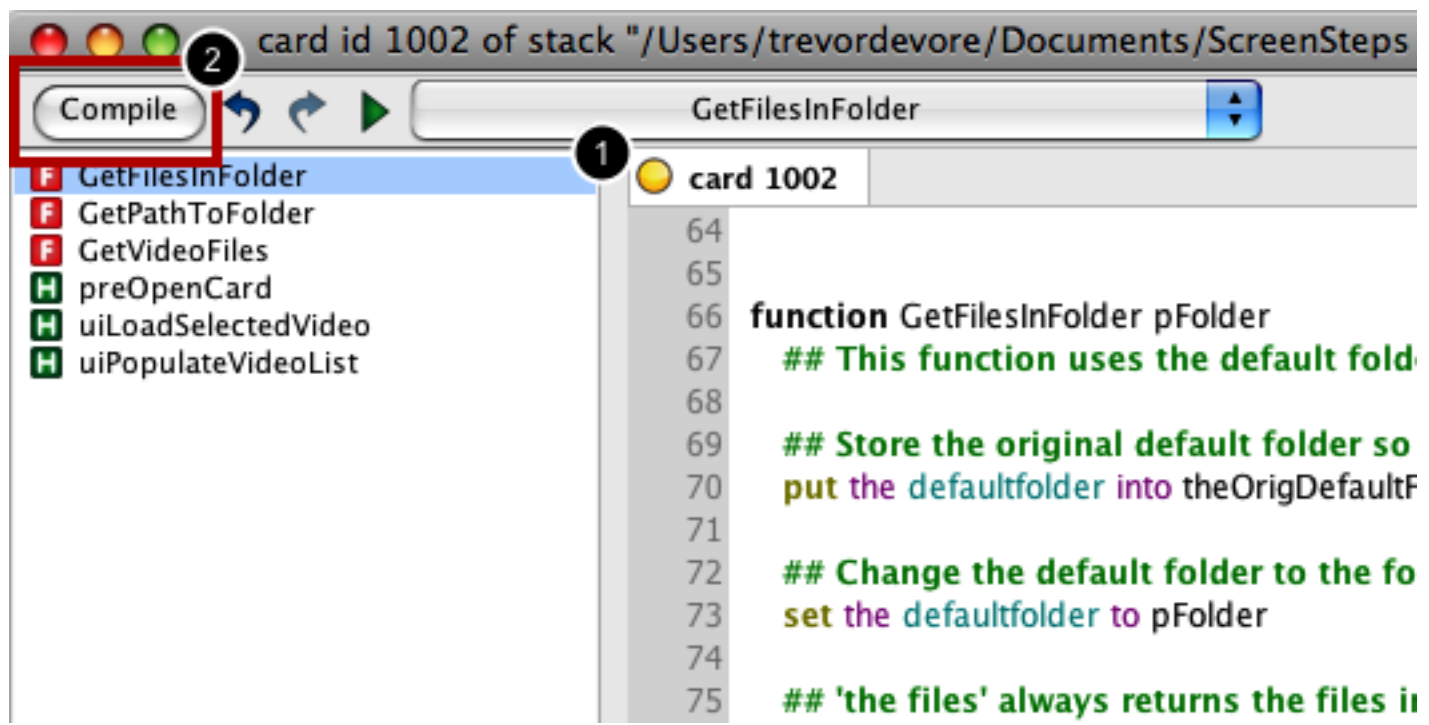 card id 1002 of stack "/Users/trevordevore/Documents/ScreenSteps
2
Compile
GetFilesInFolder
1
F GetFilesInFolder
F GetPathToFolder
F GetVideoFiles
H preOpenCard
H uiLoadSelectedVideo
H uiPopulateVideoList
card 1002
64
65
66 function GetFilesInFolder pFolder
67 ## This function uses the default fold
68
69 ## Store the original default folder so
70 put the defaultfolder into theOrigDefaultF
71
72 ## Change the default folder to the fo
73 set the defaultfolder to pFolder
74
75 ## 'the files' always returns the files in